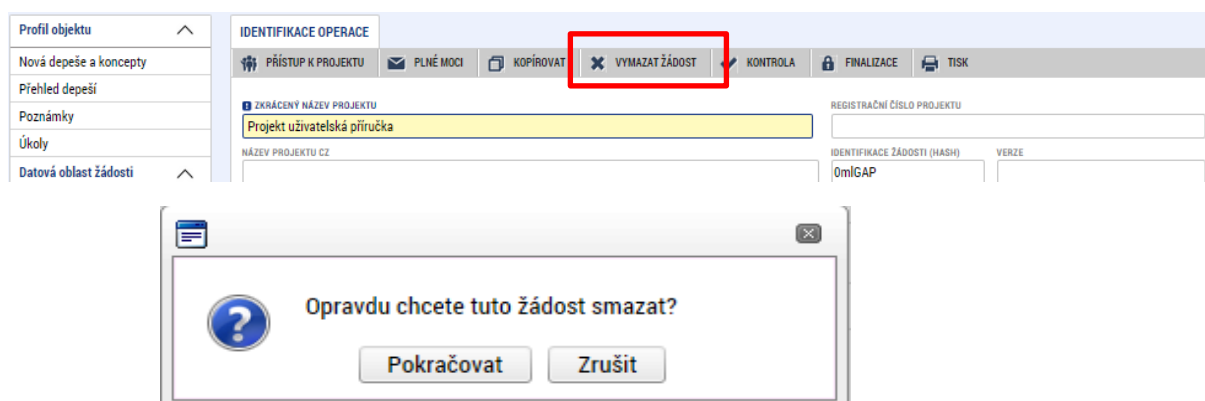 Profil objektu
IDENTIFIKACE OPERACE
Nová depeše a koncepty
PŘÍSTUP K PROJEKTU PLNÉ MOCI KOPÍROVAT VYMAZAT ŽÁDOST KONTROLA FINALIZACE TISK
Přehled depeší
Poznámky
Úkoly
Datová oblast žádosti
ZKRÁCENÝ NÁZEV PROJEKTU
REGISTRAČNÍ ČÍSLO PROJEKTU
Projekt uživatelská příručka
NÁZEV PROJEKTU CZ
IDENTIFIKACE ŽÁDOSTI (HASH) VERZE
0mlGAP
Opravdu chcete tuto žádost smazat?
Pokračovat Zrušit